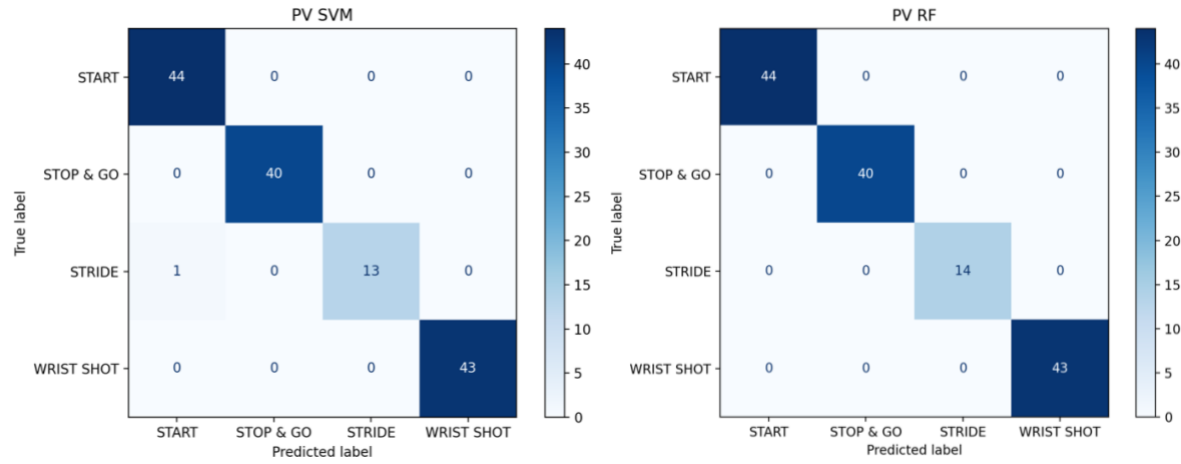 PV SVM
START 44 0 0 0
STOP & GO 0 40 0 0
STRIDE 1 0 13 0
WRIST SHOT 0 0 0 43
START STOP & GO STRIDE WRIST SHOT
Predicted label
True label
40
35
30
25
20
15
10
5
0
PV RF
START 44 0 0 0
STOP & GO 0 40 0 0
STRIDE 0 0 14 0
WRIST SHOT 0 0 0 43
START STOP & GO STRIDE WRIST SHOT
Predicted label
True label
40
35
30
25
20
15
10
5
0